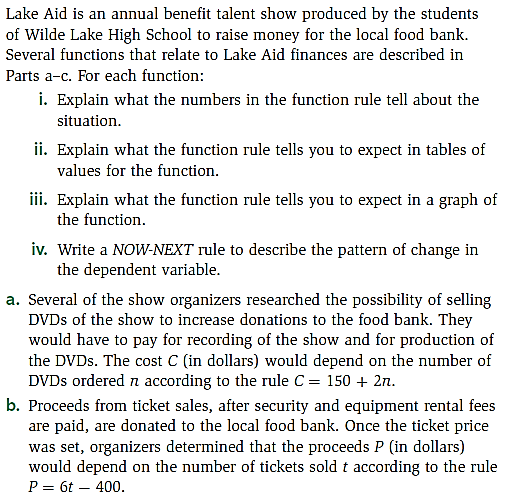 Lake Aid is an annual benefit talent show produced by the students
of Wilde Lake High School to raise money for the local food bank.
Several functions that relate to Lake Aid finances are described in
Parts a–c. For each function:
i. Explain what the numbers in the function rule tell about the
situation.
ii. Explain what the function rule tells you to expect in tables of
values for the function.
iii. Explain what the function rule tells you to expect in a graph of
the function.
iv. Write a NOW-NEXT rule to describe the pattern of change in
the dependent variable.
a. Several of the show organizers researched the possibility of selling
DVDs of the show to increase donations to the food bank. They
would have to pay for recording of the show and for production of
the DVDs. The cost C (in dollars) would depend on the number of
DVDs ordered n according to the rule C = 150 + 2n.
b. Proceeds from ticket sales, after security and equipment rental fees
are paid, are donated to the local food bank. Once the ticket price
was set, organizers determined that the proceeds P (in dollars)
would depend on the number of tickets sold t according to the rule
P = 6t – 400.